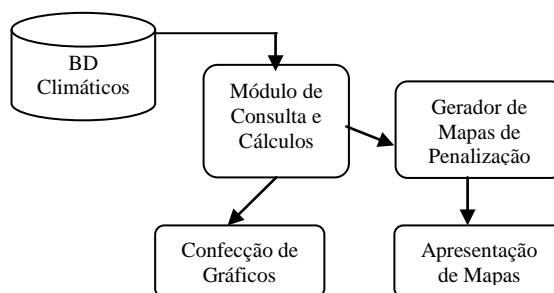 BD
Climáticos
Módulo de
Consulta e
Cálculos
Gerador de
Mapas de
Penalização
Confecção de
Gráficos
Apresentação
de Mapas